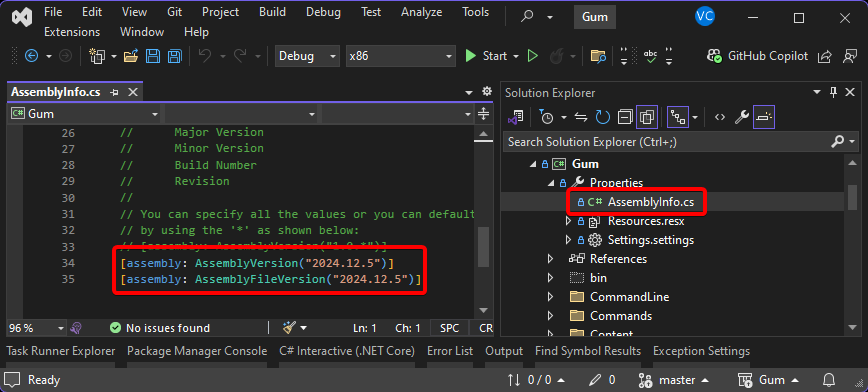 File Edit View Git Project Build Debug Test Analyze Tools Gum VC
Extensions Window Help
Debug x86 Start GitHub Copilot
AssemblyInfo.cs
C# Gum
26 // Major Version
27 // Minor Version
28 // Build Number
29 // Revision
30 //
31 // You can specify all the values or you can default
32 // by using the '*' as shown below:
33 // [assembly: AssemblyVersion("1.0.*")]
34 [assembly: AssemblyVersion("2024.12.5")]
35 [assembly: AssemblyFileVersion("2024.12.5")]
96 % No issues found Ln: 1 Ch: 1 SPC CR
Solution Explorer
Search Solution Explorer (Ctrl+;)
C# Gum
Properties
C# AssemblyInfo.cs
Resources.resx
Settings.settings
References
bin
CommandLine
Commands
Content
Task Runner Explorer Package Manager Console C# Interactive (.NET Core) Error List Output Find Symbol Results Exception Settings
Ready 0 / 0 0 master Gum